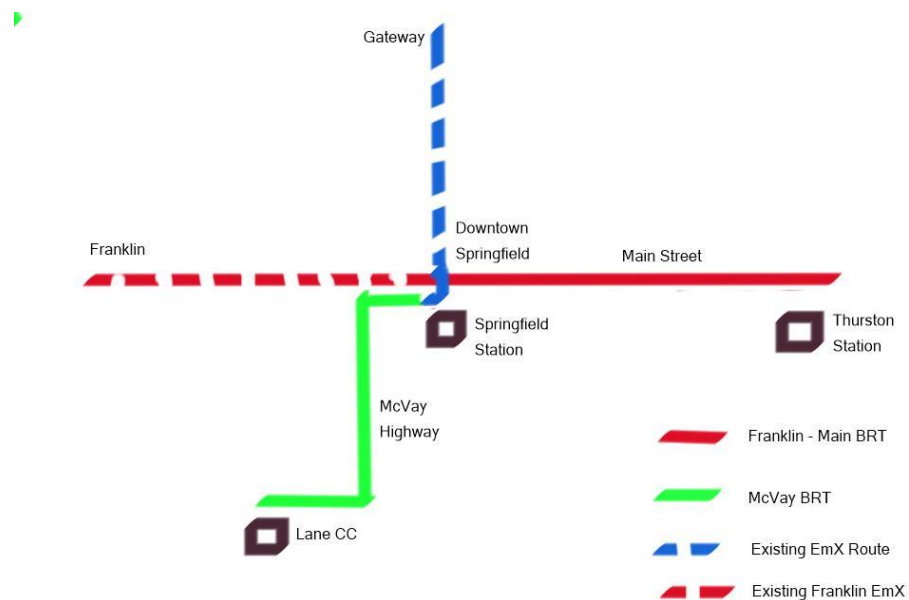 Gateway
Downtown
Springfield
Franklin
Main Street
Springfield
Station
Thurston
Station
McVay
Highway
Franklin - Main BRT
McVay BRT
Lane CC
Existing EmX Route
Existing Franklin EmX